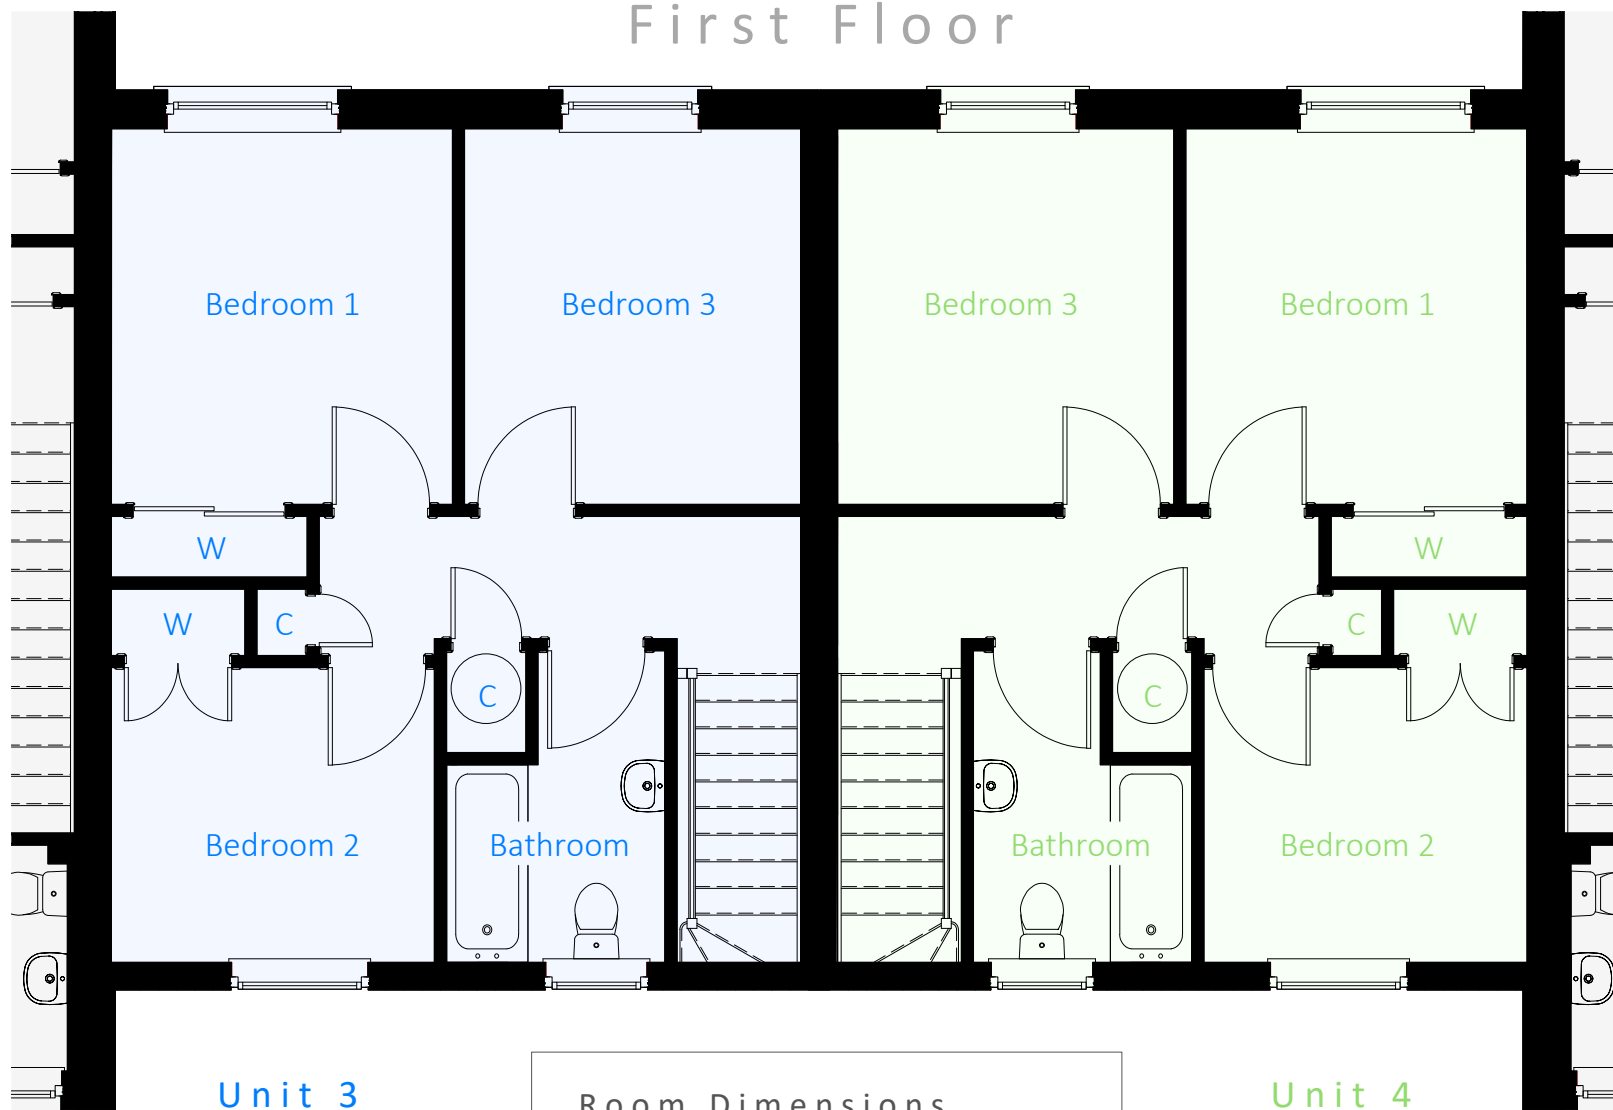 First Floor
Bedroom 1
Bedroom 3
Bedroom 3
Bedroom 1
W
W
W
C
C
W
C
C
Bedroom 2
Bathroom
Bathroom
Bedroom 2
Unit 3
Room Dimensions
Unit 4